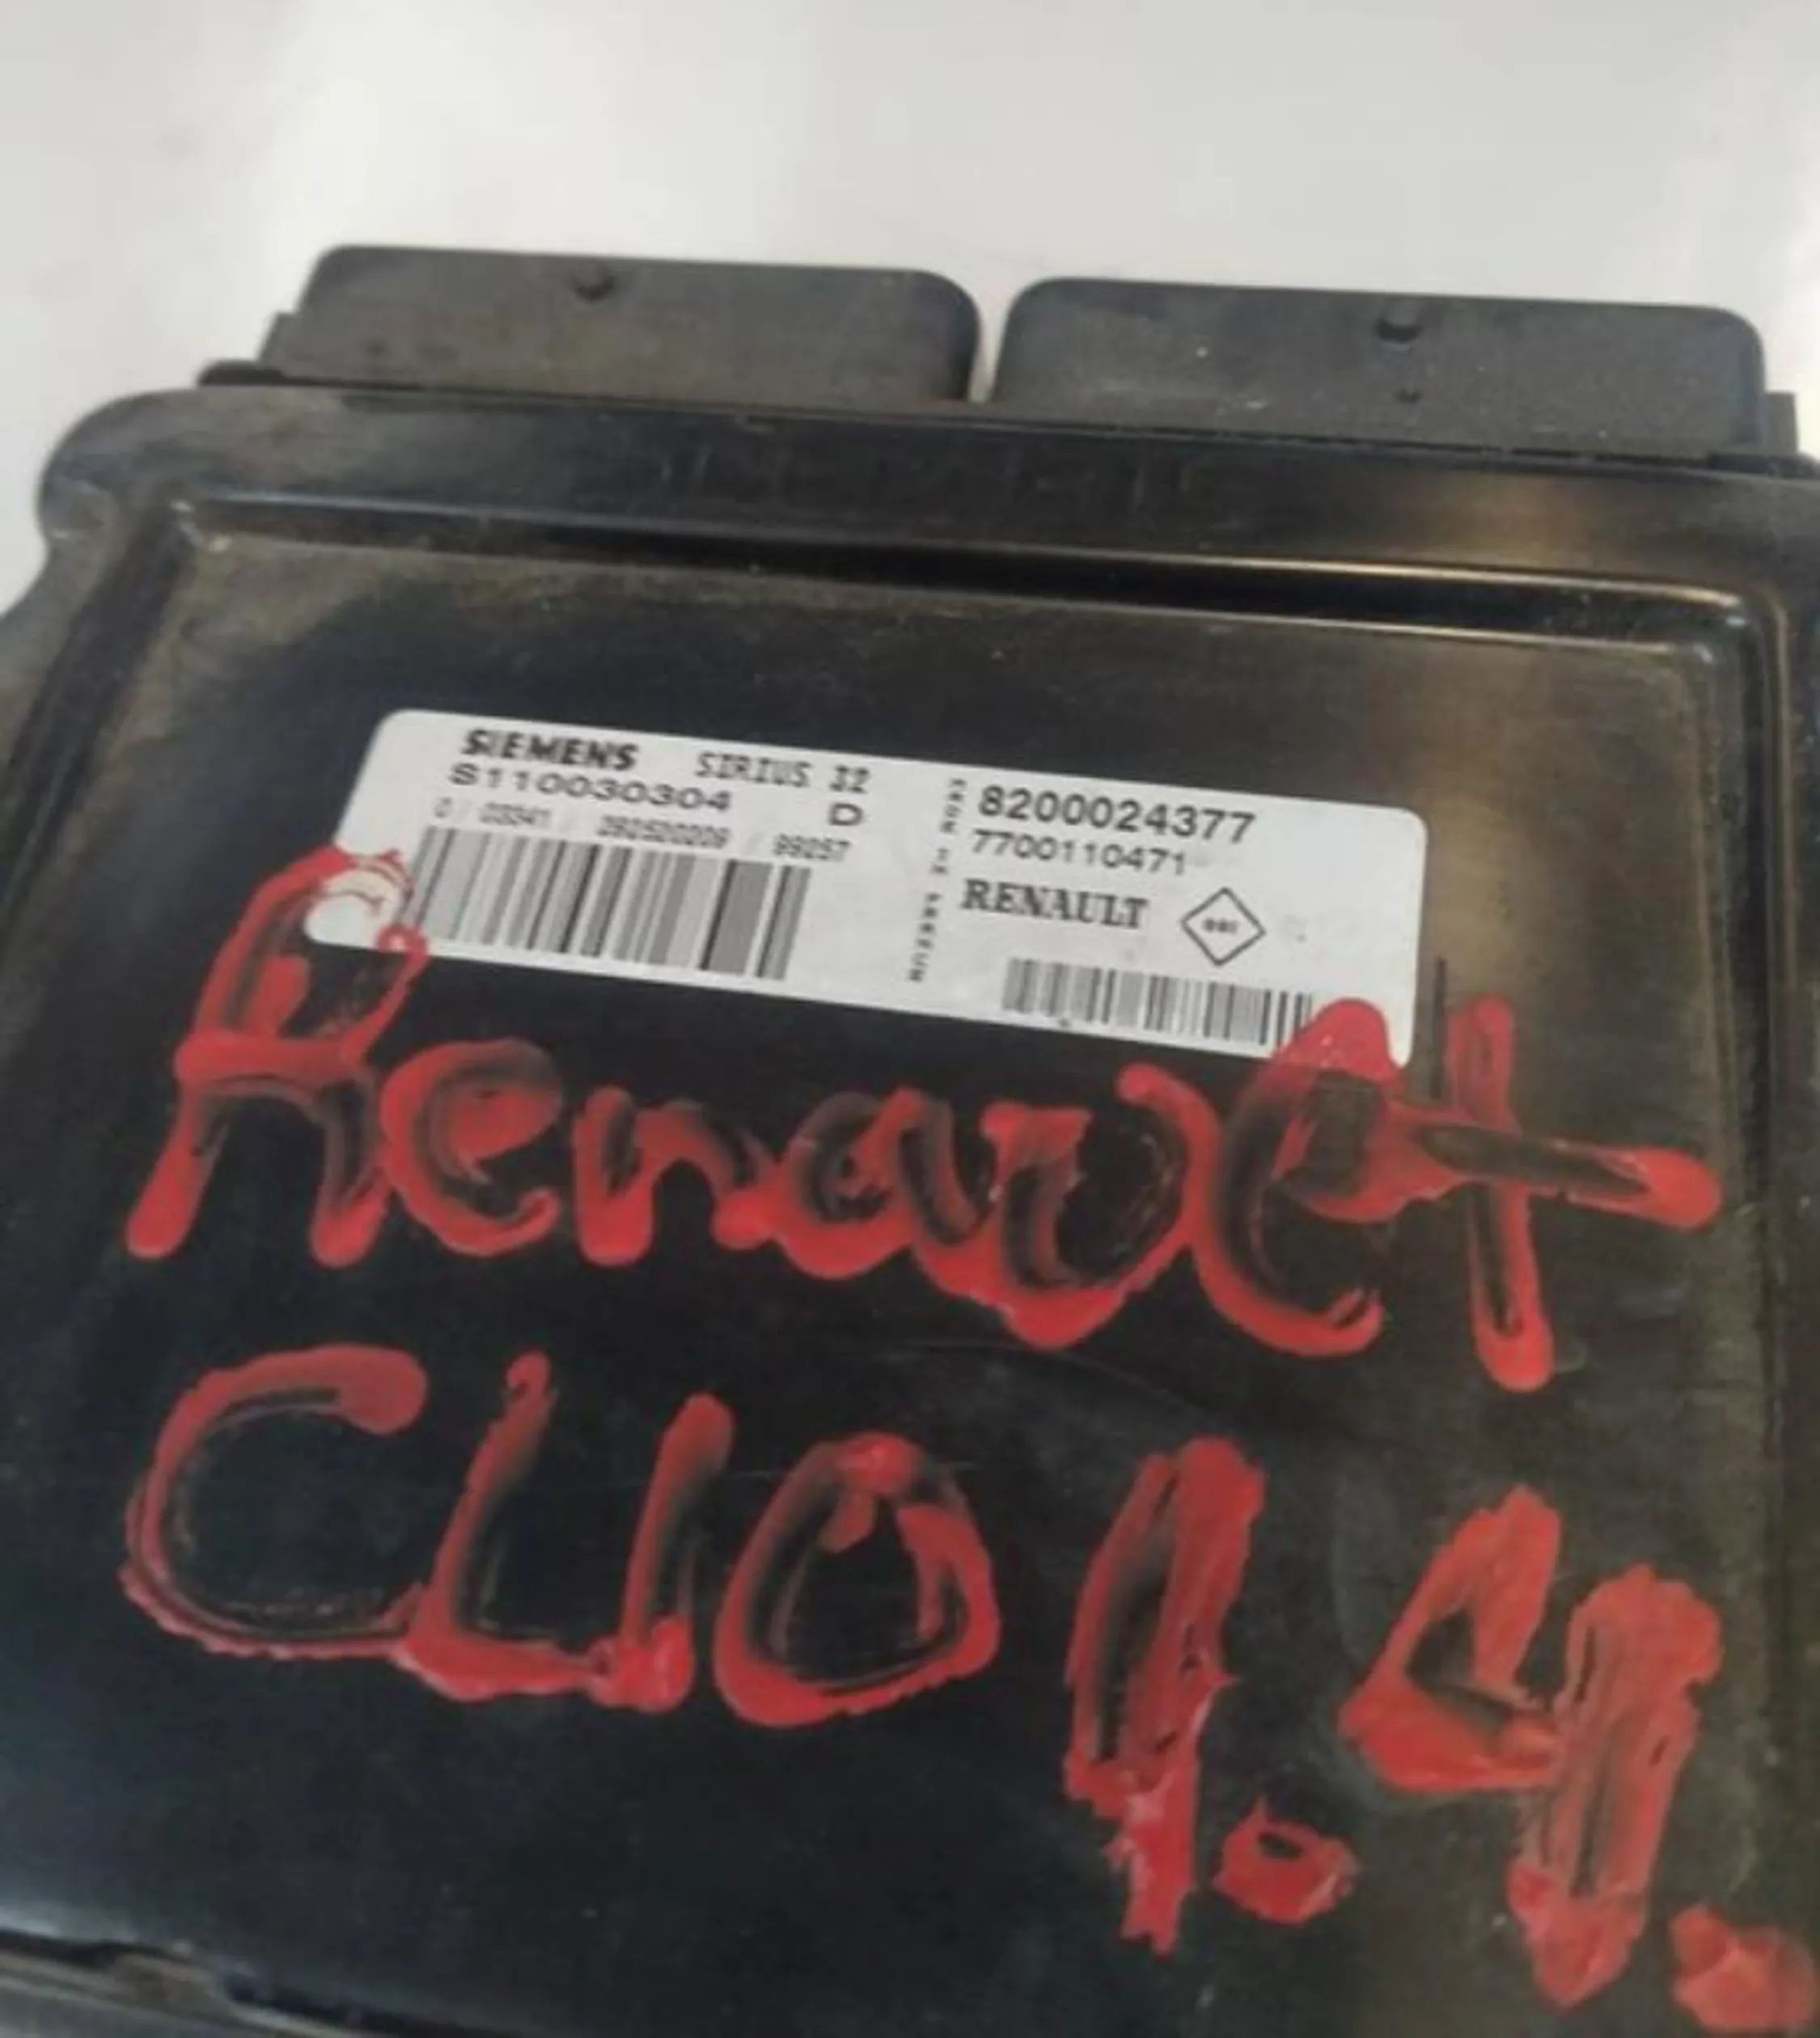 SIEMENS SIRIUS 32
S110030304 D
8200024377
7700110471
RENAULT
Renault
CLIO 1.4.